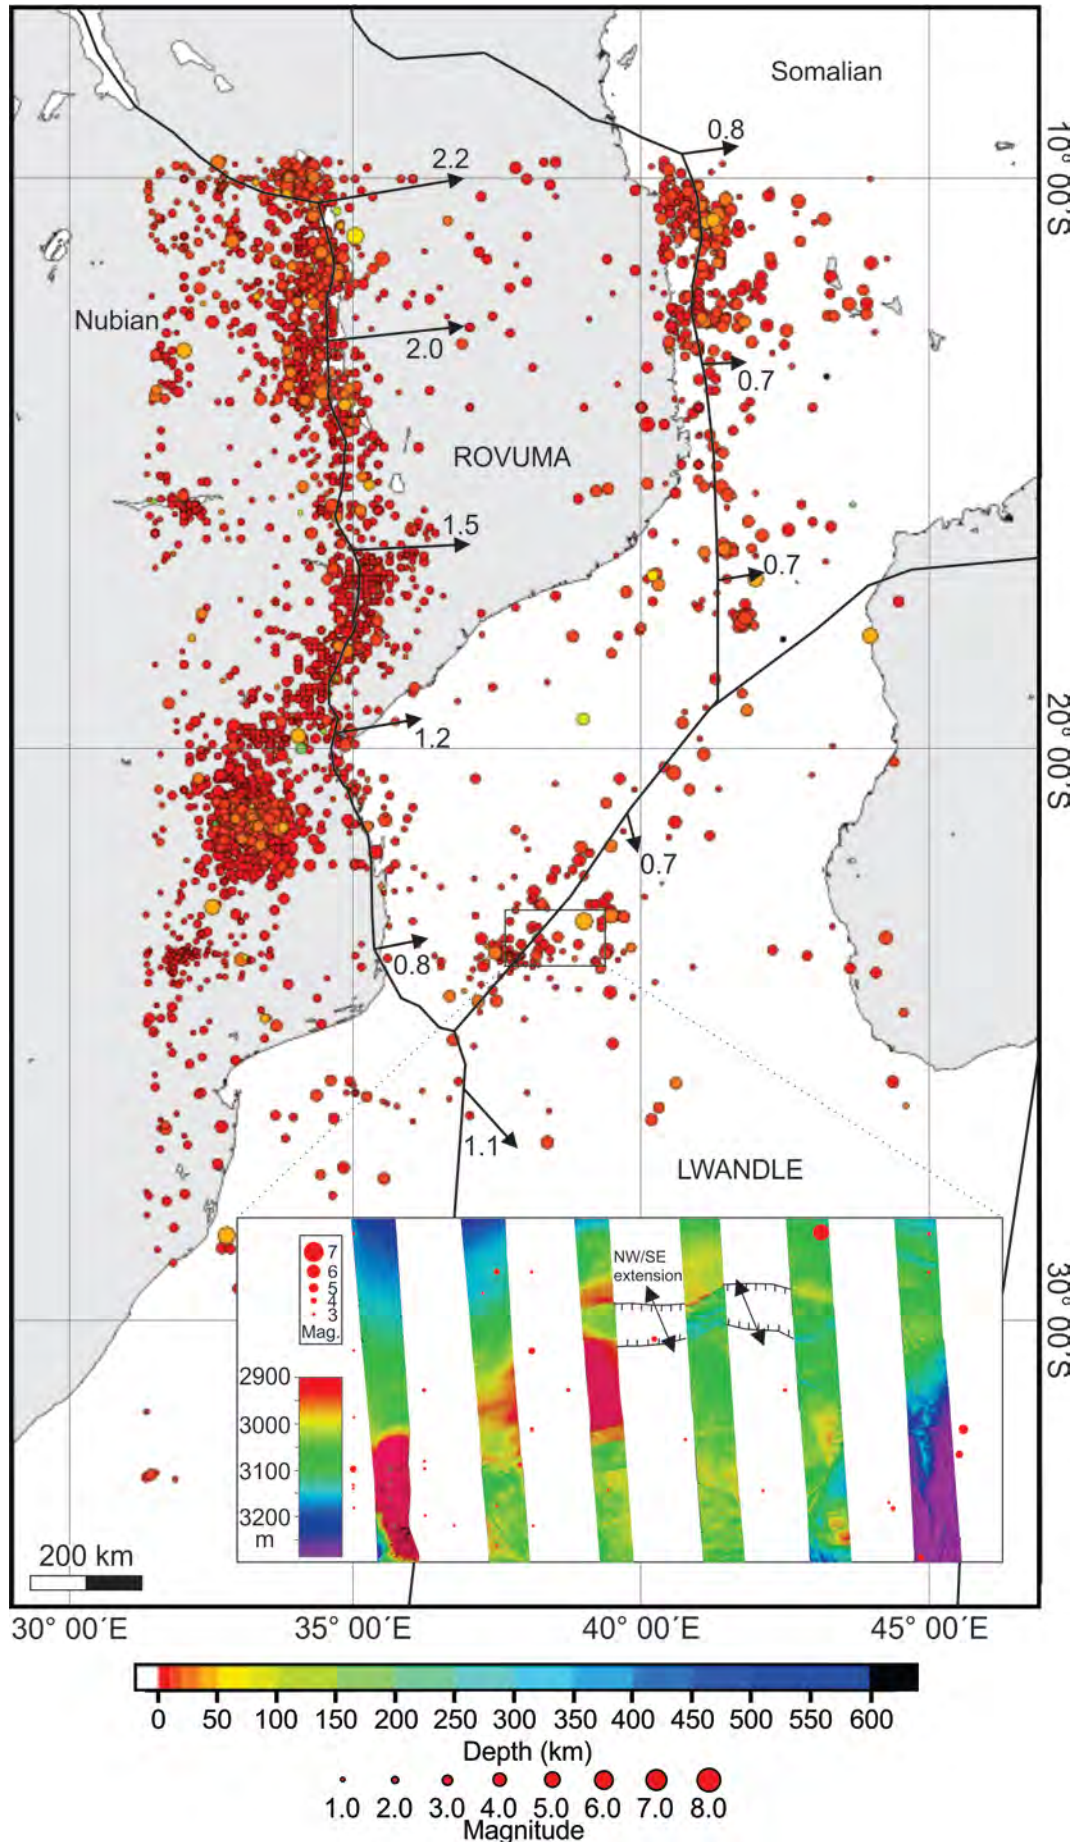 Somalian
0.8
10° 00´S
2.2
Nubian
2.0
0.7
ROVUMA
1.5
0.7
1.2
20° 00´S
0.7
0.8
1.1
LWANDLE
7
6
5
4
3
Mag.
NW/SE
extension
30° 00´S
2900
3000
3100
3200
m
200 km
30° 00´E
35° 00´E
40° 00´E
45° 00´E
0 50 100 150 200 250 300 350 400 450 500 550 600
Depth (km)
1.0 2.0 3.0 4.0 5.0 6.0 7.0 8.0
Magnitude